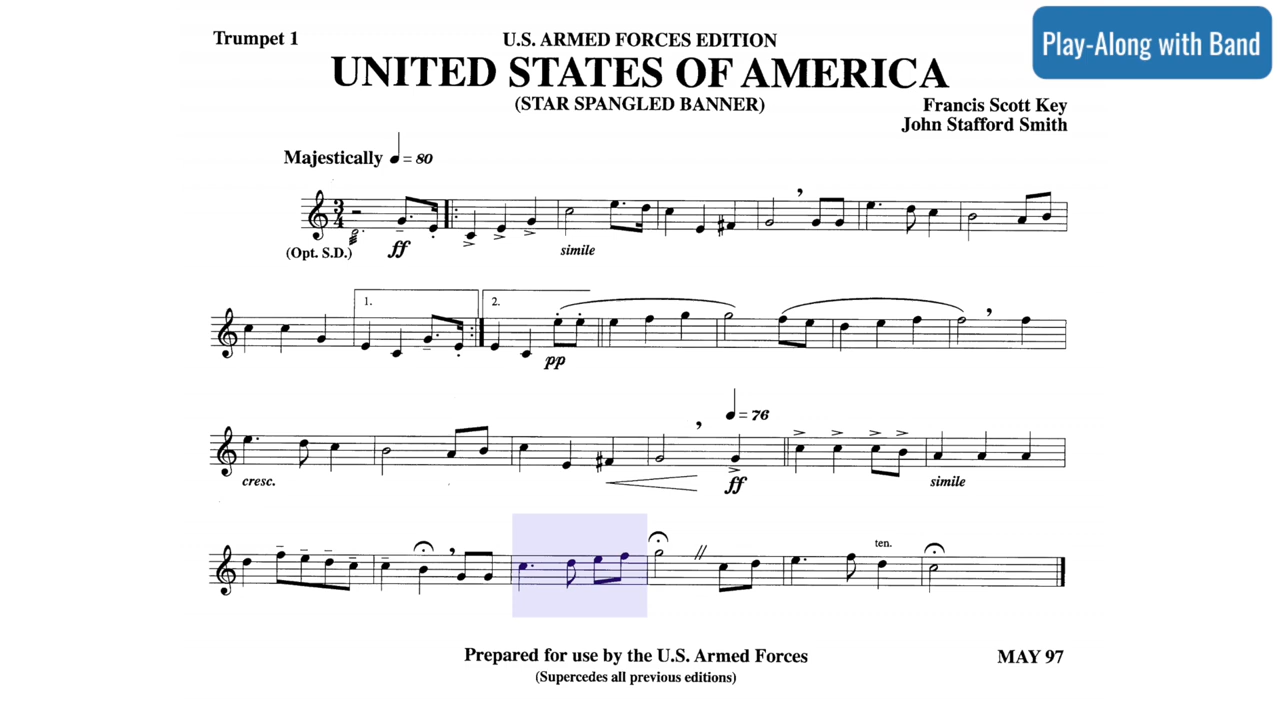 Play-Along with Band
Trumpet 1
U.S. ARMED FORCES EDITION
UNITED STATES OF AMERICA
(STAR SPANGLED BANNER)
Francis Scott Key
John Stafford Smith
Majestically ♩ = 80
3
4
(Opt. S.D.)
ff
simile
1.
2.
pp
♩ = 76
cresc.
ff
simile
ten.
Prepared for use by the U.S. Armed Forces
MAY 97
(Supercedes all previous editions)